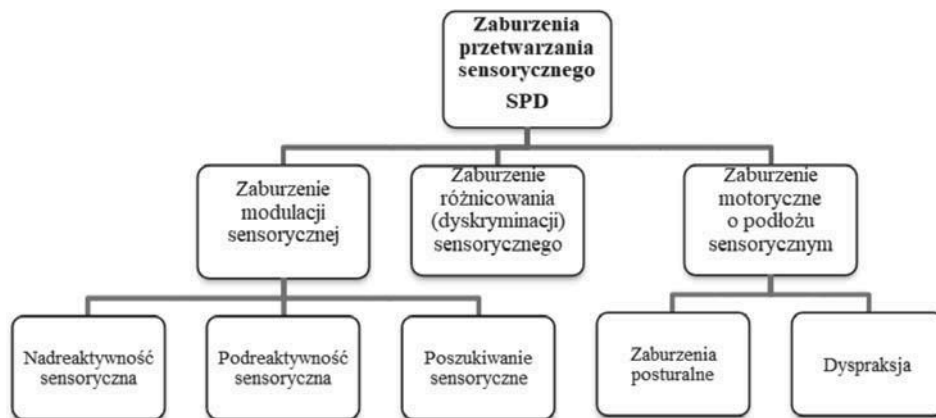 Zaburzenia
przetwarzania
sensorycznego
SPD
Zaburzenie
modulacji
sensorycznej
Zaburzenie
różnicowania
(dyskryminacji)
sensorycznego
Zaburzenie
motoryczne
o podłożu
sensorycznym
Nadreaktywność
sensoryczna
Podreaktywność
sensoryczna
Poszukiwanie
sensoryczne
Zaburzenia
posturalne
Dyspraksja